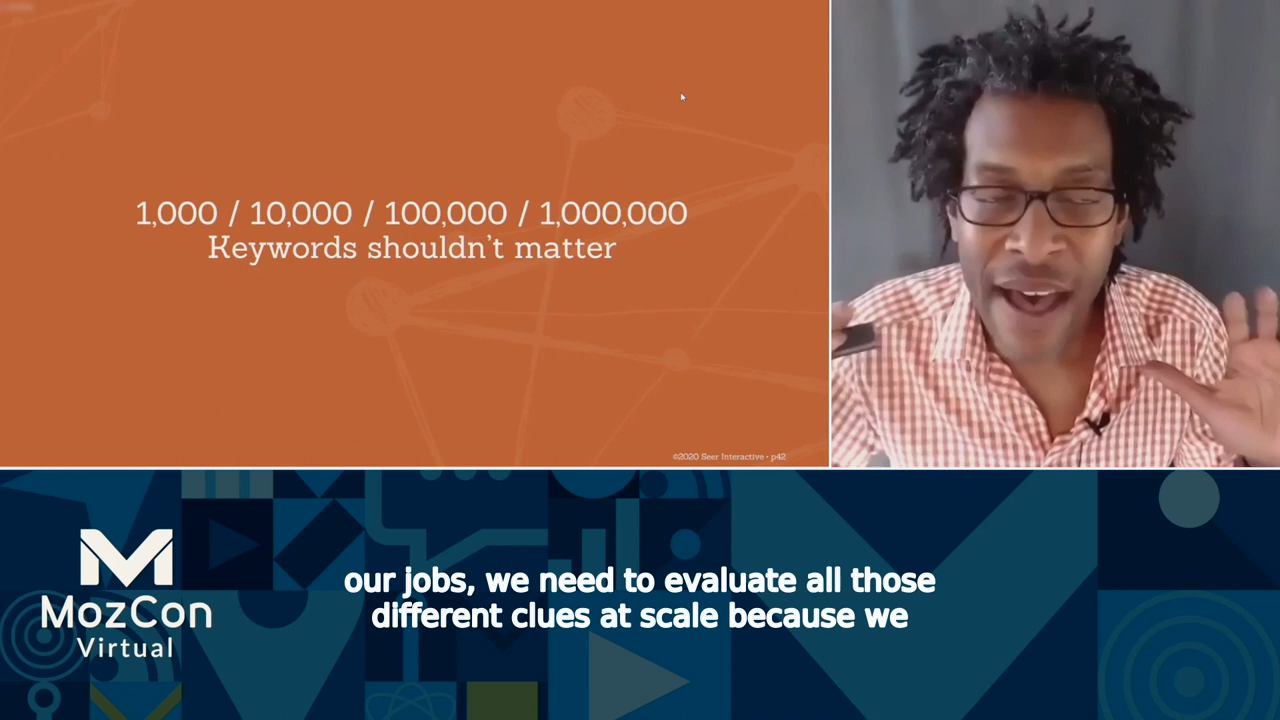 1,000 / 10,000 / 100,000 / 1,000,000
Keywords shouldn't matter
©2020 Seer Interactive • p42
MozCon
Virtual
our jobs, we need to evaluate all those
different clues at scale because we